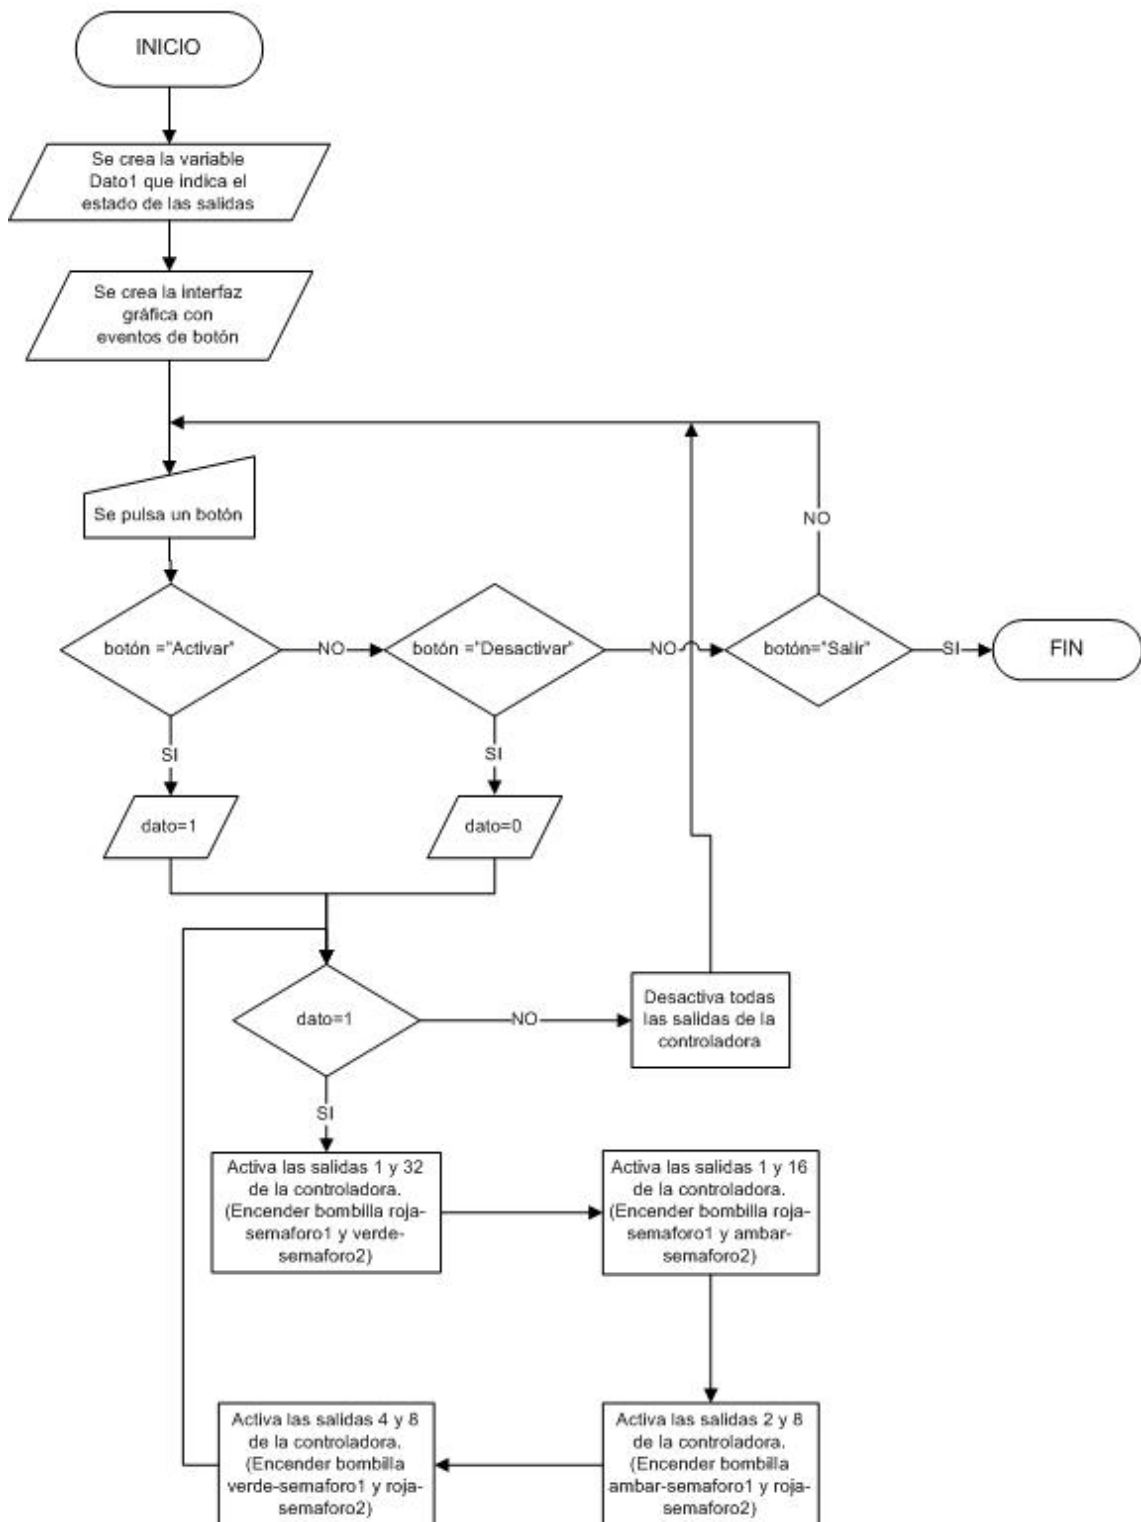 INICIO
Se crea la variable
Dato1 que indica el
estado de las salidas
Se crea la interfaz
gráfica con
eventos de botón
Se pulsa un botón
NO
botón ="Activar"
NO
botón ="Desactivar"
NO
botón="Salir"
SI
FIN
SI
SI
dato=1
dato=0
dato=1
NO
Desactiva todas
las salidas de la
controladora
SI
Activa las salidas 1 y 32
de la controladora.
(Encender bombilla roja-
semaforo1 y verde-
semaforo2)
Activa las salidas 1 y 16
de la controladora.
(Encender bombilla roja-
semaforo1 y ambar-
semaforo2)
Activa las salidas 4 y 8
de la controladora.
(Encender bombilla
verde-semaforo1 y roja-
semaforo2)
Activa las salidas 2 y 8
de la controladora.
(Encender bombilla
ambar-semaforo1 y roja-
semaforo2)